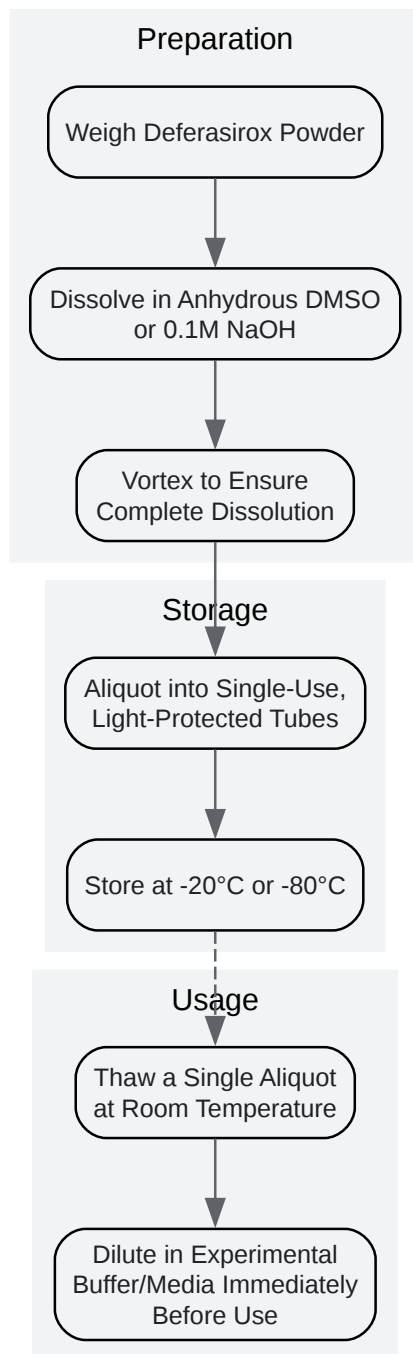 Preparation
Weigh Deferasirox Powder
Dissolve in Anhydrous DMSO
or 0.1M NaOH
Vortex to Ensure
Complete Dissolution
Storage
Aliquot into Single-Use,
Light-Protected Tubes
Store at -20°C or -80°C
Usage
Thaw a Single Aliquot
at Room Temperature
Dilute in Experimental
Buffer/Media Immediately
Before Use